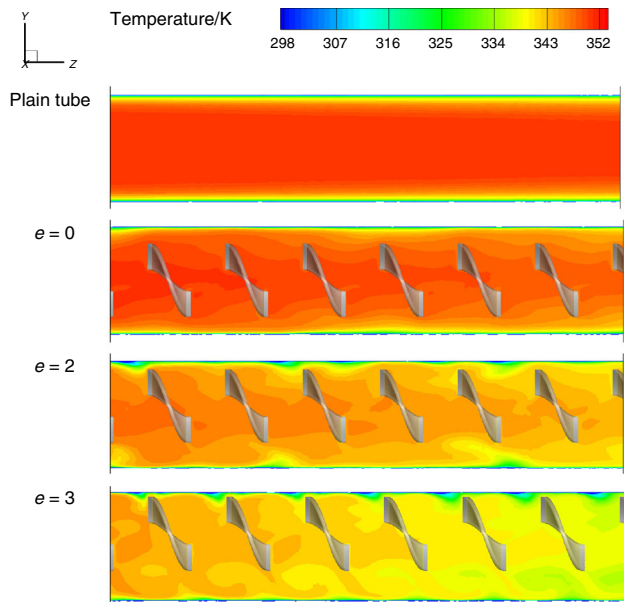 Y
X
Z
Temperature/K
298 307 316 325 334 343 352
Plain tube
e = 0
e = 2
e = 3